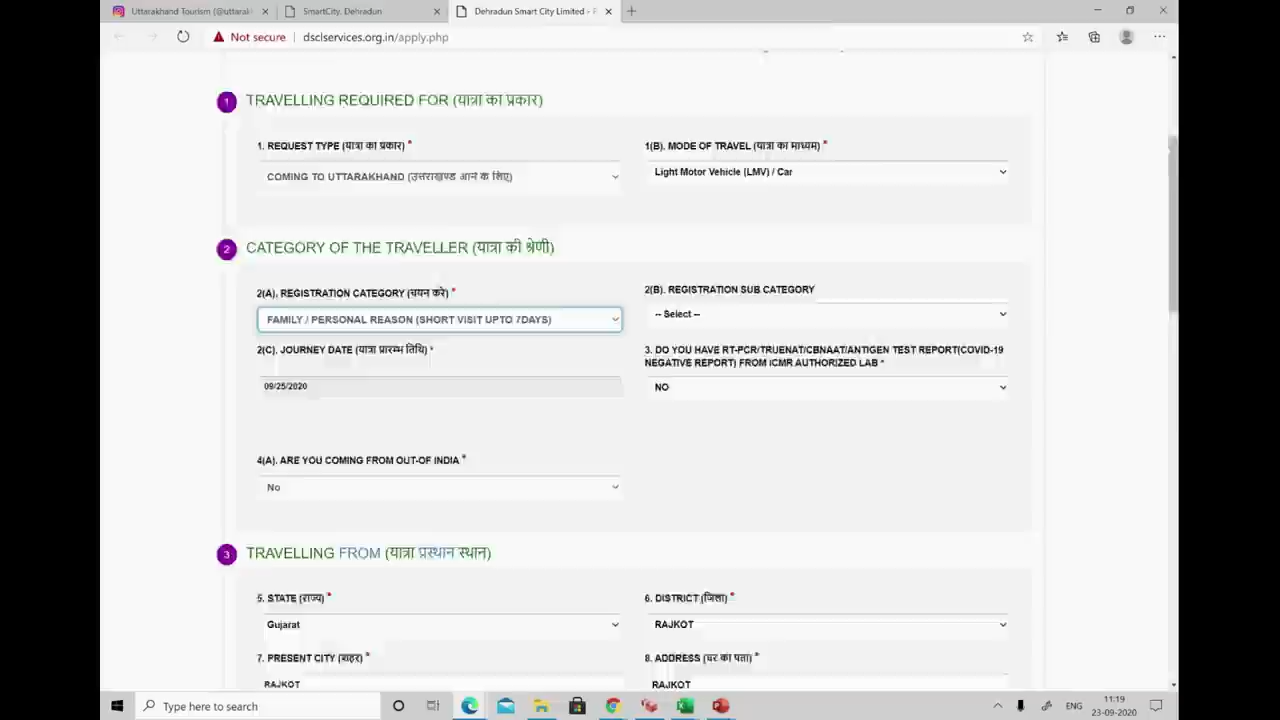 Uttarakhand Tourism (@uttarak
SmartCity, Dehradun
Dehradun Smart City Limited > F
Not secure
dsclservices.org.in/apply.php
1 TRAVELLING REQUIRED FOR (यात्रा का प्रकार)
1. REQUEST TYPE (यात्रा का प्रकार) *
1(B). MODE OF TRAVEL (यात्रा का माध्यम) *
COMING TO UTTARAKHAND (उत्तराखण्ड आने के लिए)
Light Motor Vehicle (LMV) / Car
2 CATEGORY OF THE TRAVELLER (यात्रा की श्रेणी)
2(A). REGISTRATION CATEGORY (चयन करे) *
2(B). REGISTRATION SUB CATEGORY
FAMILY / PERSONAL REASON (SHORT VISIT UPTO 7DAYS)
-- Select --
2(C). JOURNEY DATE (यात्रा प्रारम्भ तिथि) *
3. DO YOU HAVE RT-PCR/TRUENAT/CBNAAT/ANTIGEN TEST REPORT(COVID-19
NEGATIVE REPORT) FROM ICMR AUTHORIZED LAB *
09/25/2020
NO
4(A). ARE YOU COMING FROM OUT-OF INDIA *
No
3 TRAVELLING FROM (यात्रा प्रस्थान स्थान)
5. STATE (राज्य) *
6. DISTRICT (जिला) *
Gujarat
RAJKOT
7. PRESENT CITY (शहर) *
8. ADDRESS (घर का पता) *
RAJKOT
RAJKOT
Type here to search
ENG
11:19
23-09-2020